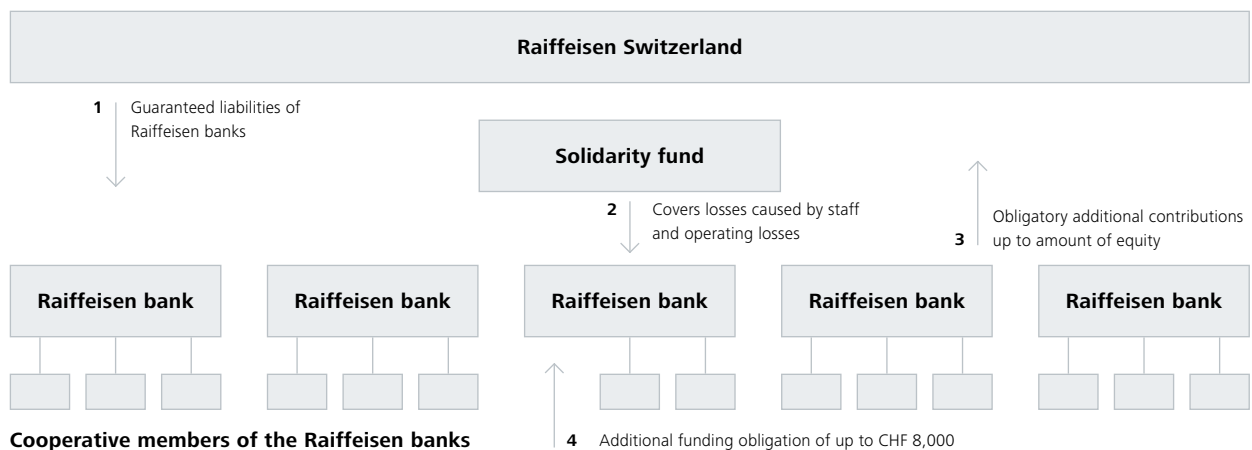 Raiffeisen Switzerland
1 Guaranteed liabilities of
Raiffeisen banks
Solidarity fund
2 Covers losses caused by staff
and operating losses
Obligatory additional contributions
3 up to amount of equity
Raiffeisen bank
Raiffeisen bank
Raiffeisen bank
Raiffeisen bank
Raiffeisen bank
Cooperative members of the Raiffeisen banks
4 Additional funding obligation of up to CHF 8,000